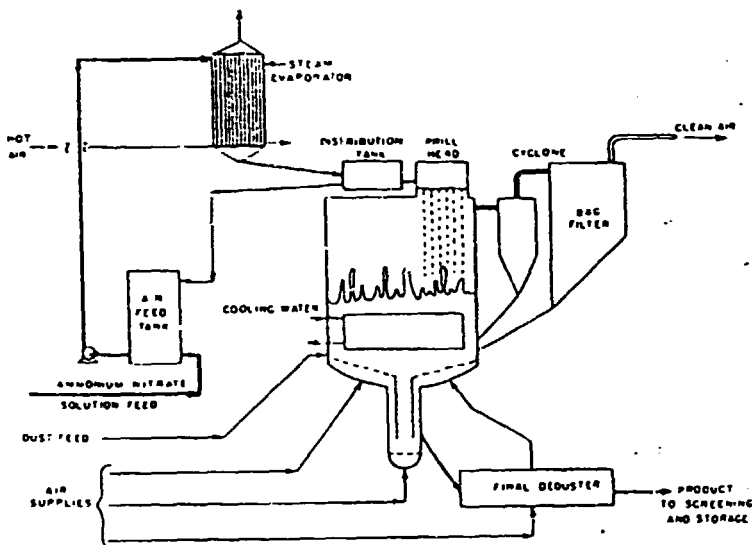 STEAM
EVAPORATOR
HOT
AIR
DISTRIBUTION
TANK
PRILL
HEAD
CYCLONE
CLEAN AIR
BAG
FILTER
FEED
TANK
COOLING WATER
AMMONIUM NITRATE
SOLUTION FEED
DUST FEED
AIR
SUPPLIES
FINAL DEDUSTER
PRODUCT
TO SCREENING
AND STORAGE